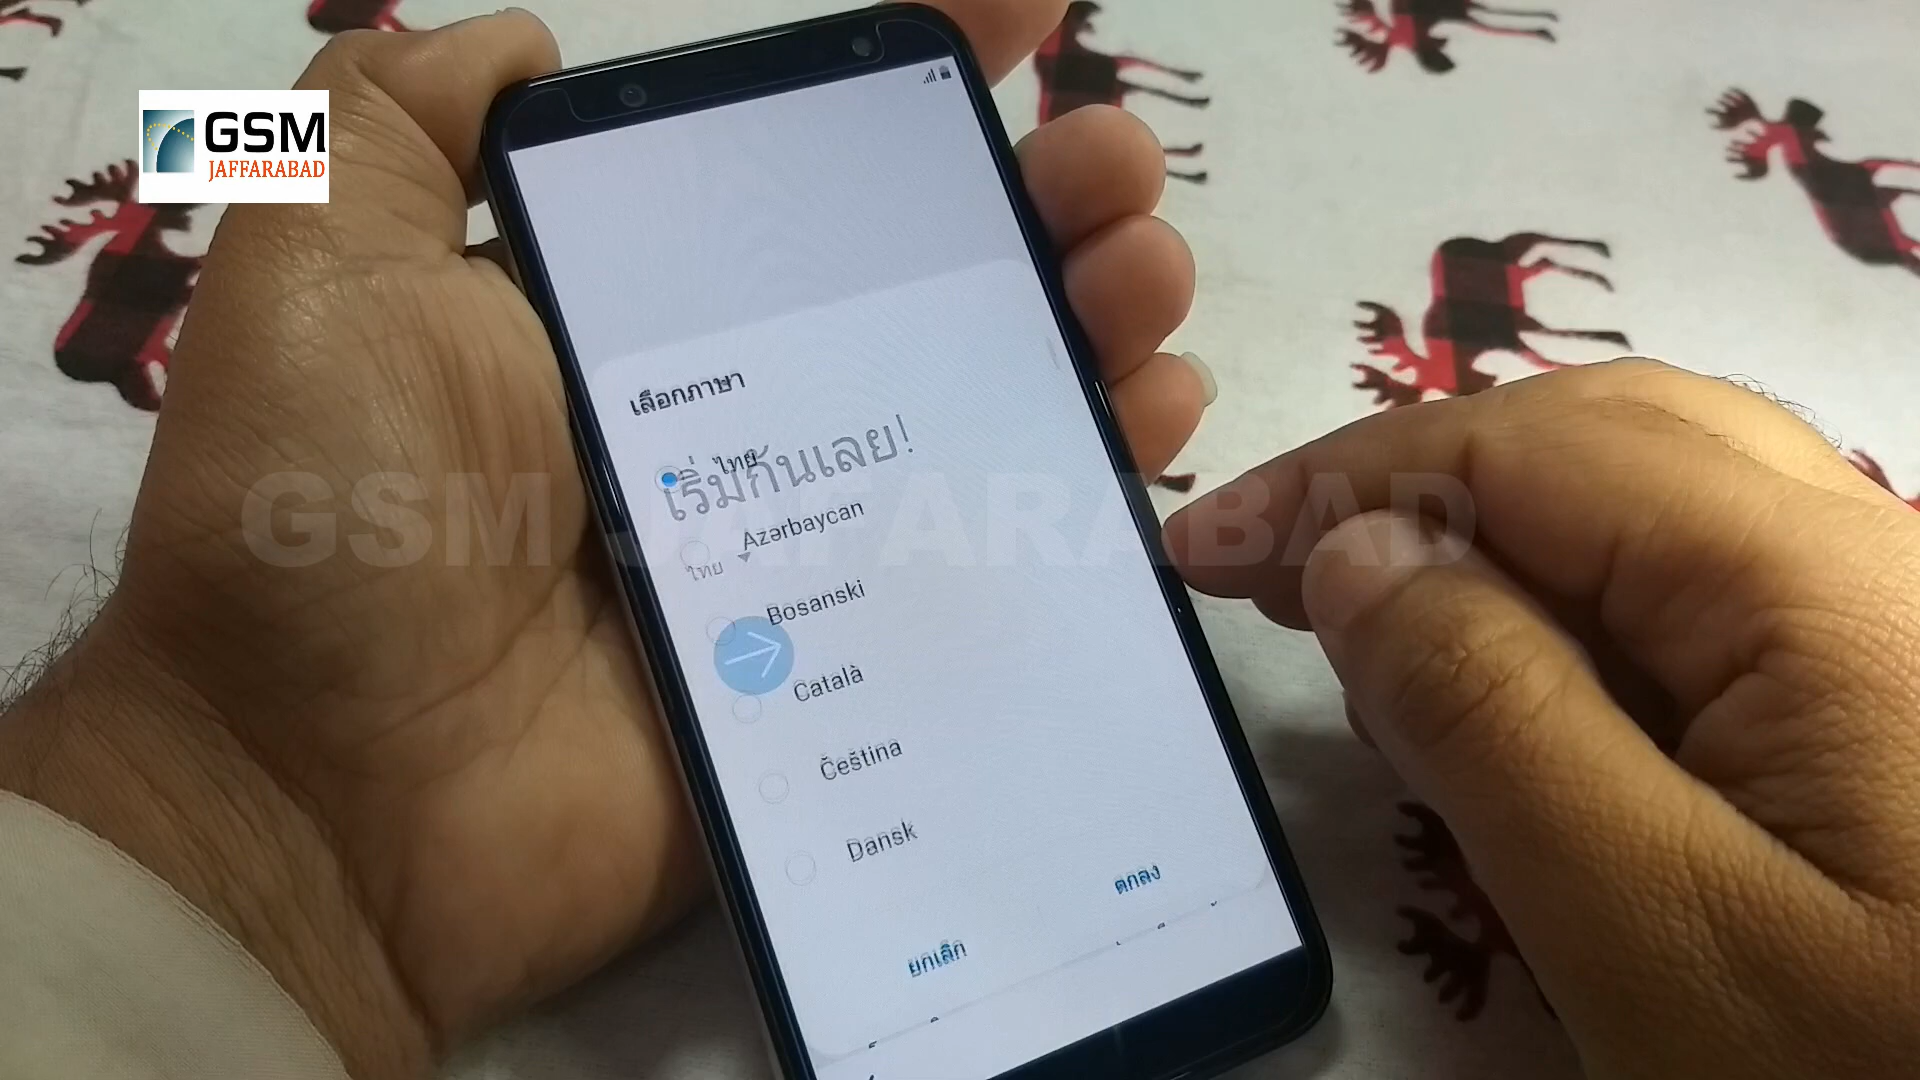 GSM
JAFFARABAD
เลือกภาษา
ไทย
เริ่มกันเลย!
Azərbaycan
ไทย
Bosanski
Català
Čeština
Dansk
ตกลง
ยกเลิก
GSM JAFARABAD